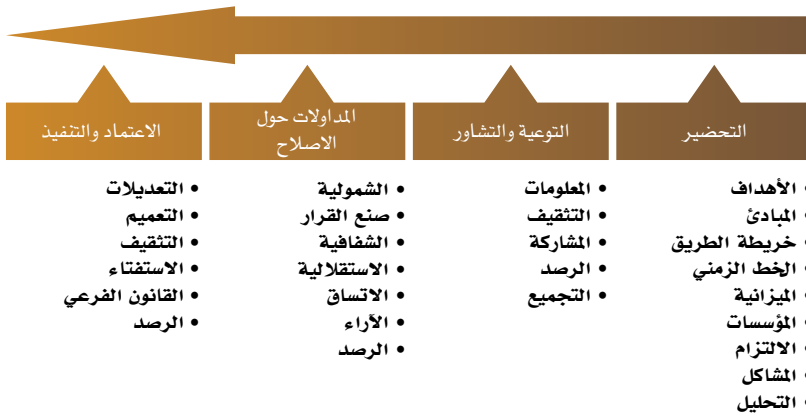 التحضير
• الأهداف
• المبادئ
• خريطة الطريق
• الخط الزمني
• الميزانية
• المؤسسات
• الالتزام
• المشاكل
• التحليل
التوعية والتشاور
• المعلومات
• التثقيف
• المشاركة
• الرصد
• التجميع
المداولات حول
الاصلاح
• الشمولية
• صنع القرار
• الشفافية
• الاستقلالية
• الاتساق
• الآراء
• الرصد
الاعتماد والتنفيذ
• التعديلات
• التعميم
• التثقيف
• الاستفتاء
• القانون الفرعي
• الرصد